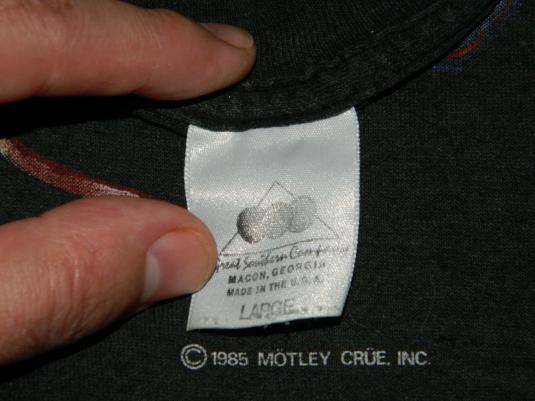 Great Southern Company
MACON, GEORGIA
MADE IN THE U.S.A.
LARGE
© 1985 MÖTLEY CRÜE, INC.